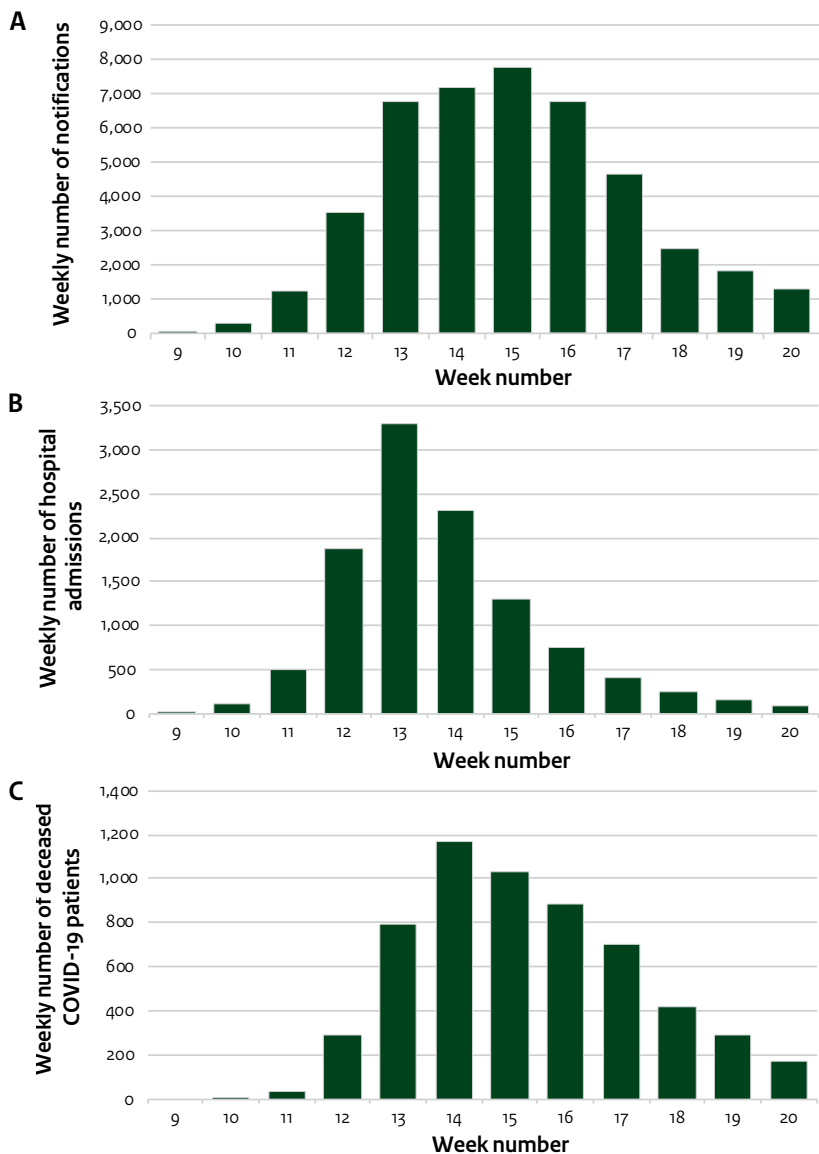 A
Weekly number of notifications
9,000
8,000
7,000
6,000
5,000
4,000
3,000
2,000
1,000
0
9 10 11 12 13 14 15 16 17 18 19 20
Week number
B
Weekly number of hospital
admissions
3,500
3,000
2,500
2,000
1,500
1,000
500
0
9 10 11 12 13 14 15 16 17 18 19 20
Week number
C
Weekly number of deceased
COVID-19 patients
1,400
1,200
1,000
800
600
400
200
0
9 10 11 12 13 14 15 16 17 18 19 20
Week number